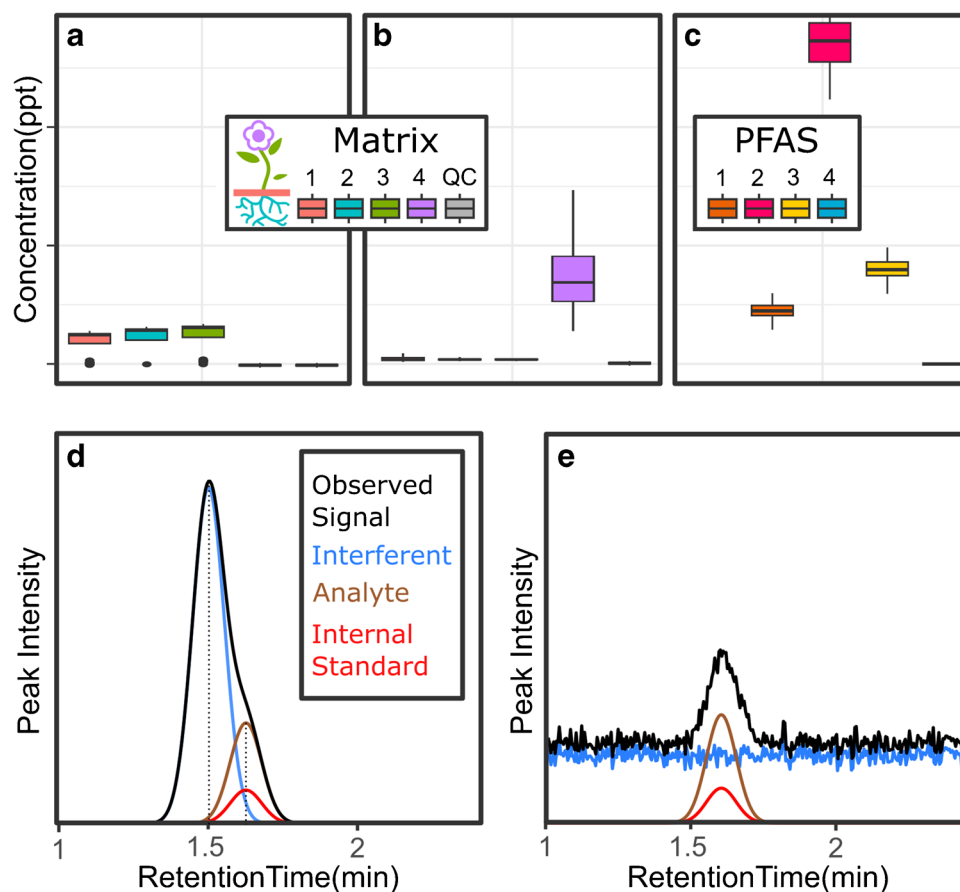 a
b
c
Concentration(ppt)
Matrix
1 2 3 4 QC
PFAS
1 2 3 4
d
Observed
Signal
Interferent
Analyte
Internal
Standard
Peak Intensity
1 1.5 2
RetentionTime(min)
e
Peak Intensity
1 1.5 2
RetentionTime(min)